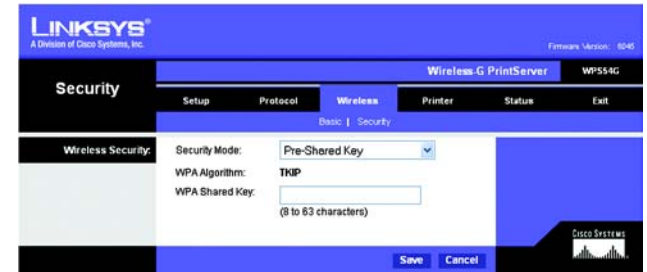 LINKSYS®
A Division of Cisco Systems, Inc.
Firmware Version: 6045
Wireless-G PrintServer WPS54G
Security
Setup Protocol Wireless Printer Status Exit
Basic | Security
Wireless Security:
Security Mode: Pre-Shared Key
WPA Algorithm: TKIP
WPA Shared Key:
(8 to 63 characters)
CISCO SYSTEMS
Save Cancel